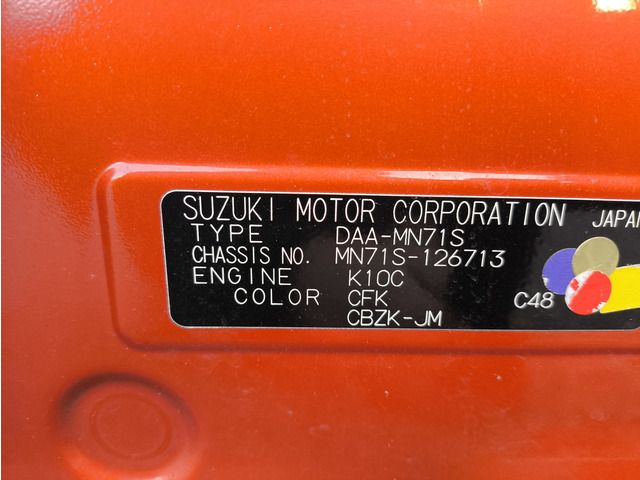 SUZUKI MOTOR CORPORATION JAPAN
TYPE DAA-MN71S
CHASSIS NO. MN71S-126713
ENGINE K10C
COLOR CFK C48
CBZK-JM